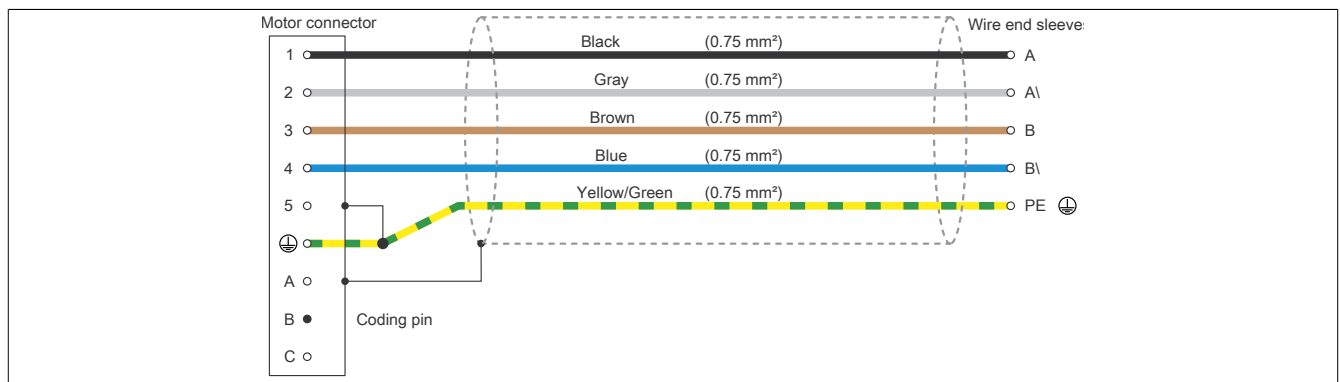 Motor connector
Wire end sleeves
1 Black (0.75 mm²) A
2 Gray (0.75 mm²) A\
3 Brown (0.75 mm²) B
4 Blue (0.75 mm²) B\
5 Yellow/Green (0.75 mm²) PE
A
B Coding pin
C